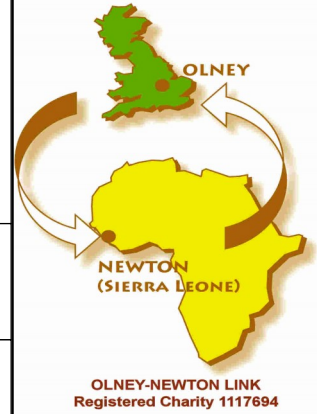 OLNEY
NEWTON
(SIERRA LEONE)
OLNEY-NEWTON LINK
Registered Charity 1117694